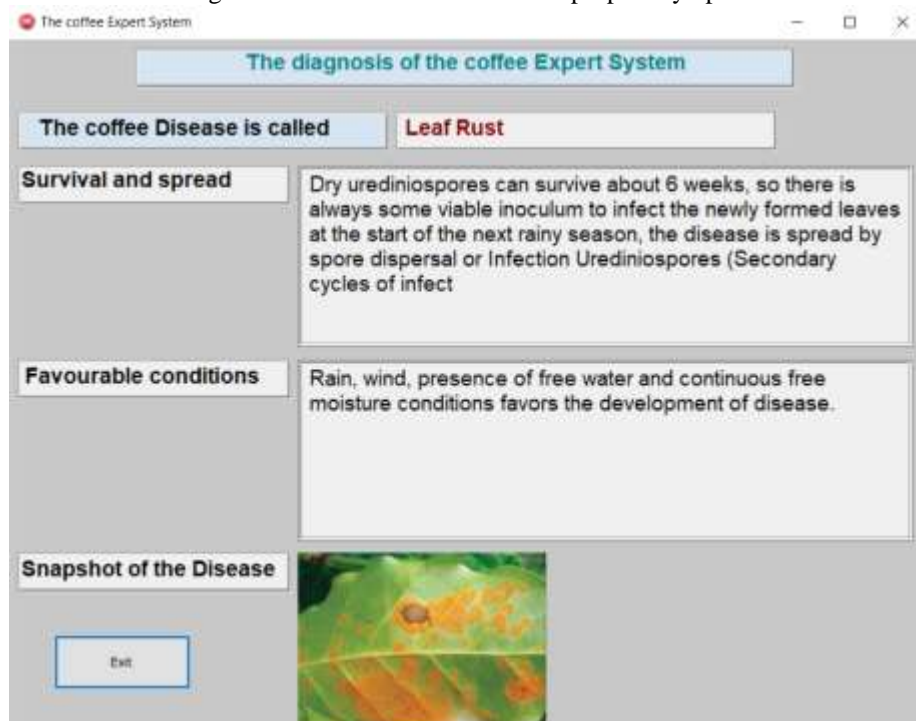 The coffee Expert System
The diagnosis of the coffee Expert System
The coffee Disease is called
Leaf Rust
Survival and spread
Dry urediniospores can survive about 6 weeks, so there is
always some viable inoculum to infect the newly formed leaves
at the start of the next rainy season, the disease is spread by
spore dispersal or Infection Urediniospores (Secondary
cycles of infect
Favourable conditions
Rain, wind, presence of free water and continuous free
moisture conditions favors the development of disease.
Snapshot of the Disease
Exit